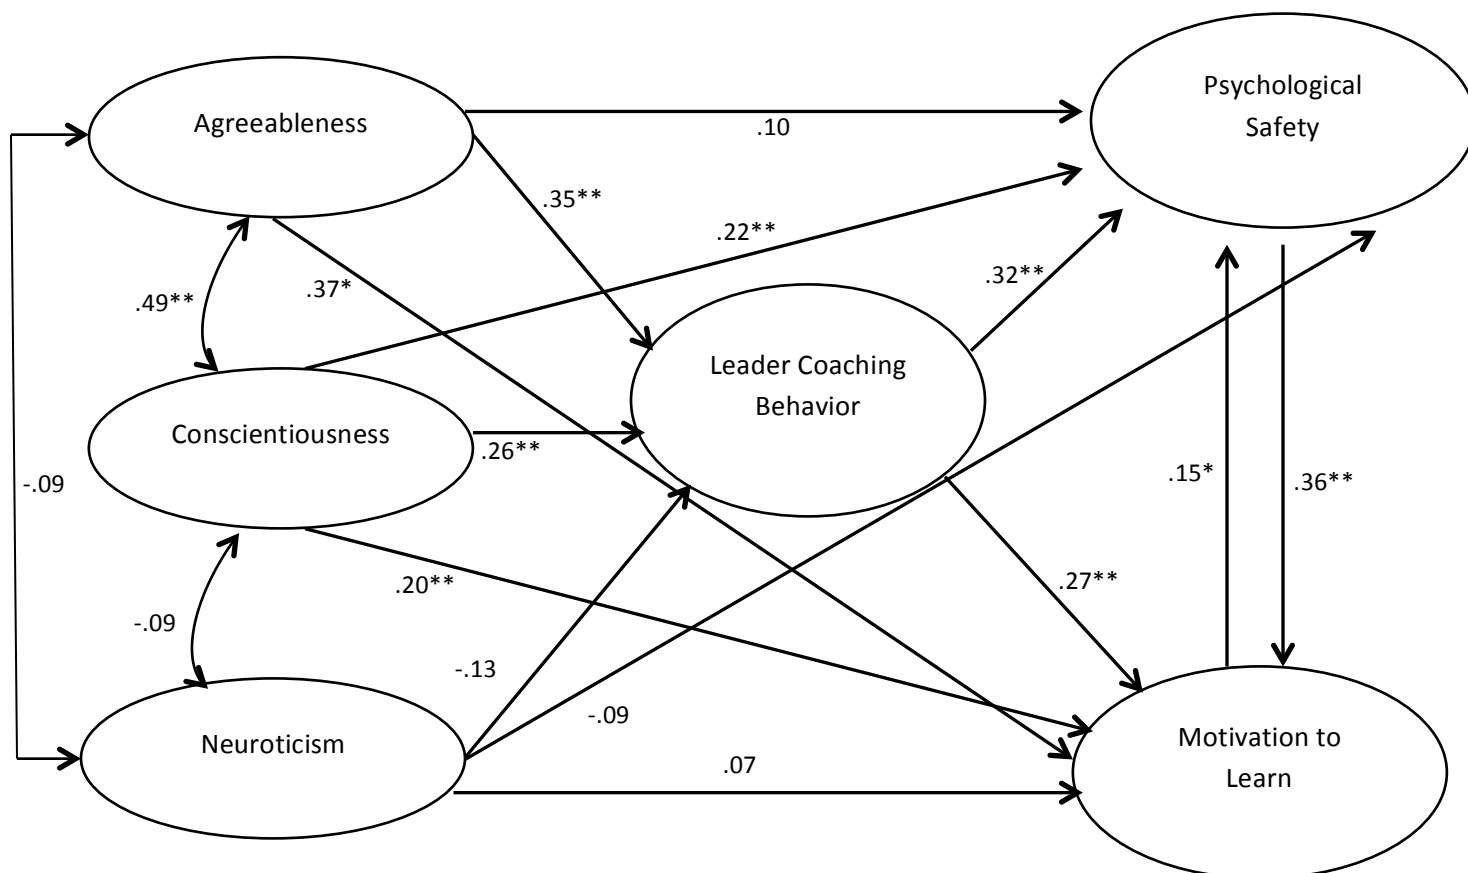 Psychological
Safety
Agreeableness
.10
.35**
.22**
.32**
.37*
.49**
Leader Coaching
Behavior
Conscientiousness
.26**
-.09
.15*
.36**
.20**
.27**
-.09
-.13
-.09
Neuroticism
.07
Motivation to
Learn